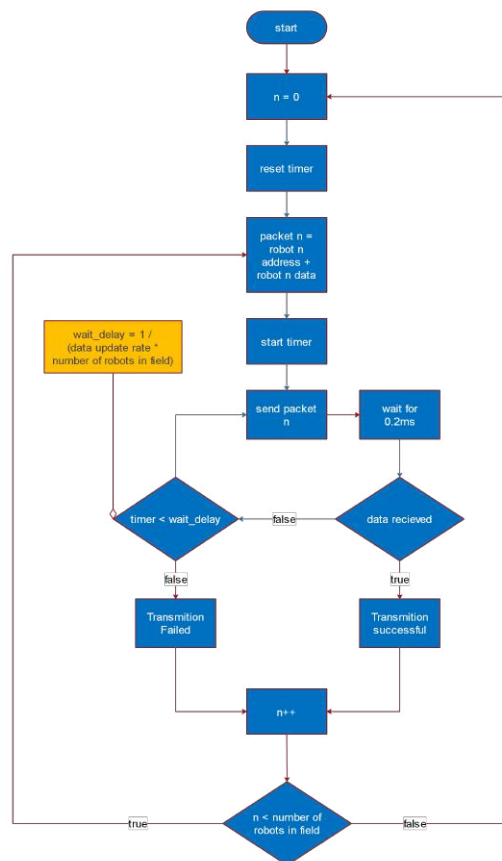 start
n = 0
reset timer
packet n =
robot n
address +
robot n data
wait_delay = 1 /
(data update rate *
number of robots in field)
start timer
send packet
n
wait for
0.2ms
timer < wait_delay
false
data recieved
false
true
Transmition
Failed
Transmition
successful
n++
n < number of
robots in field
true
false